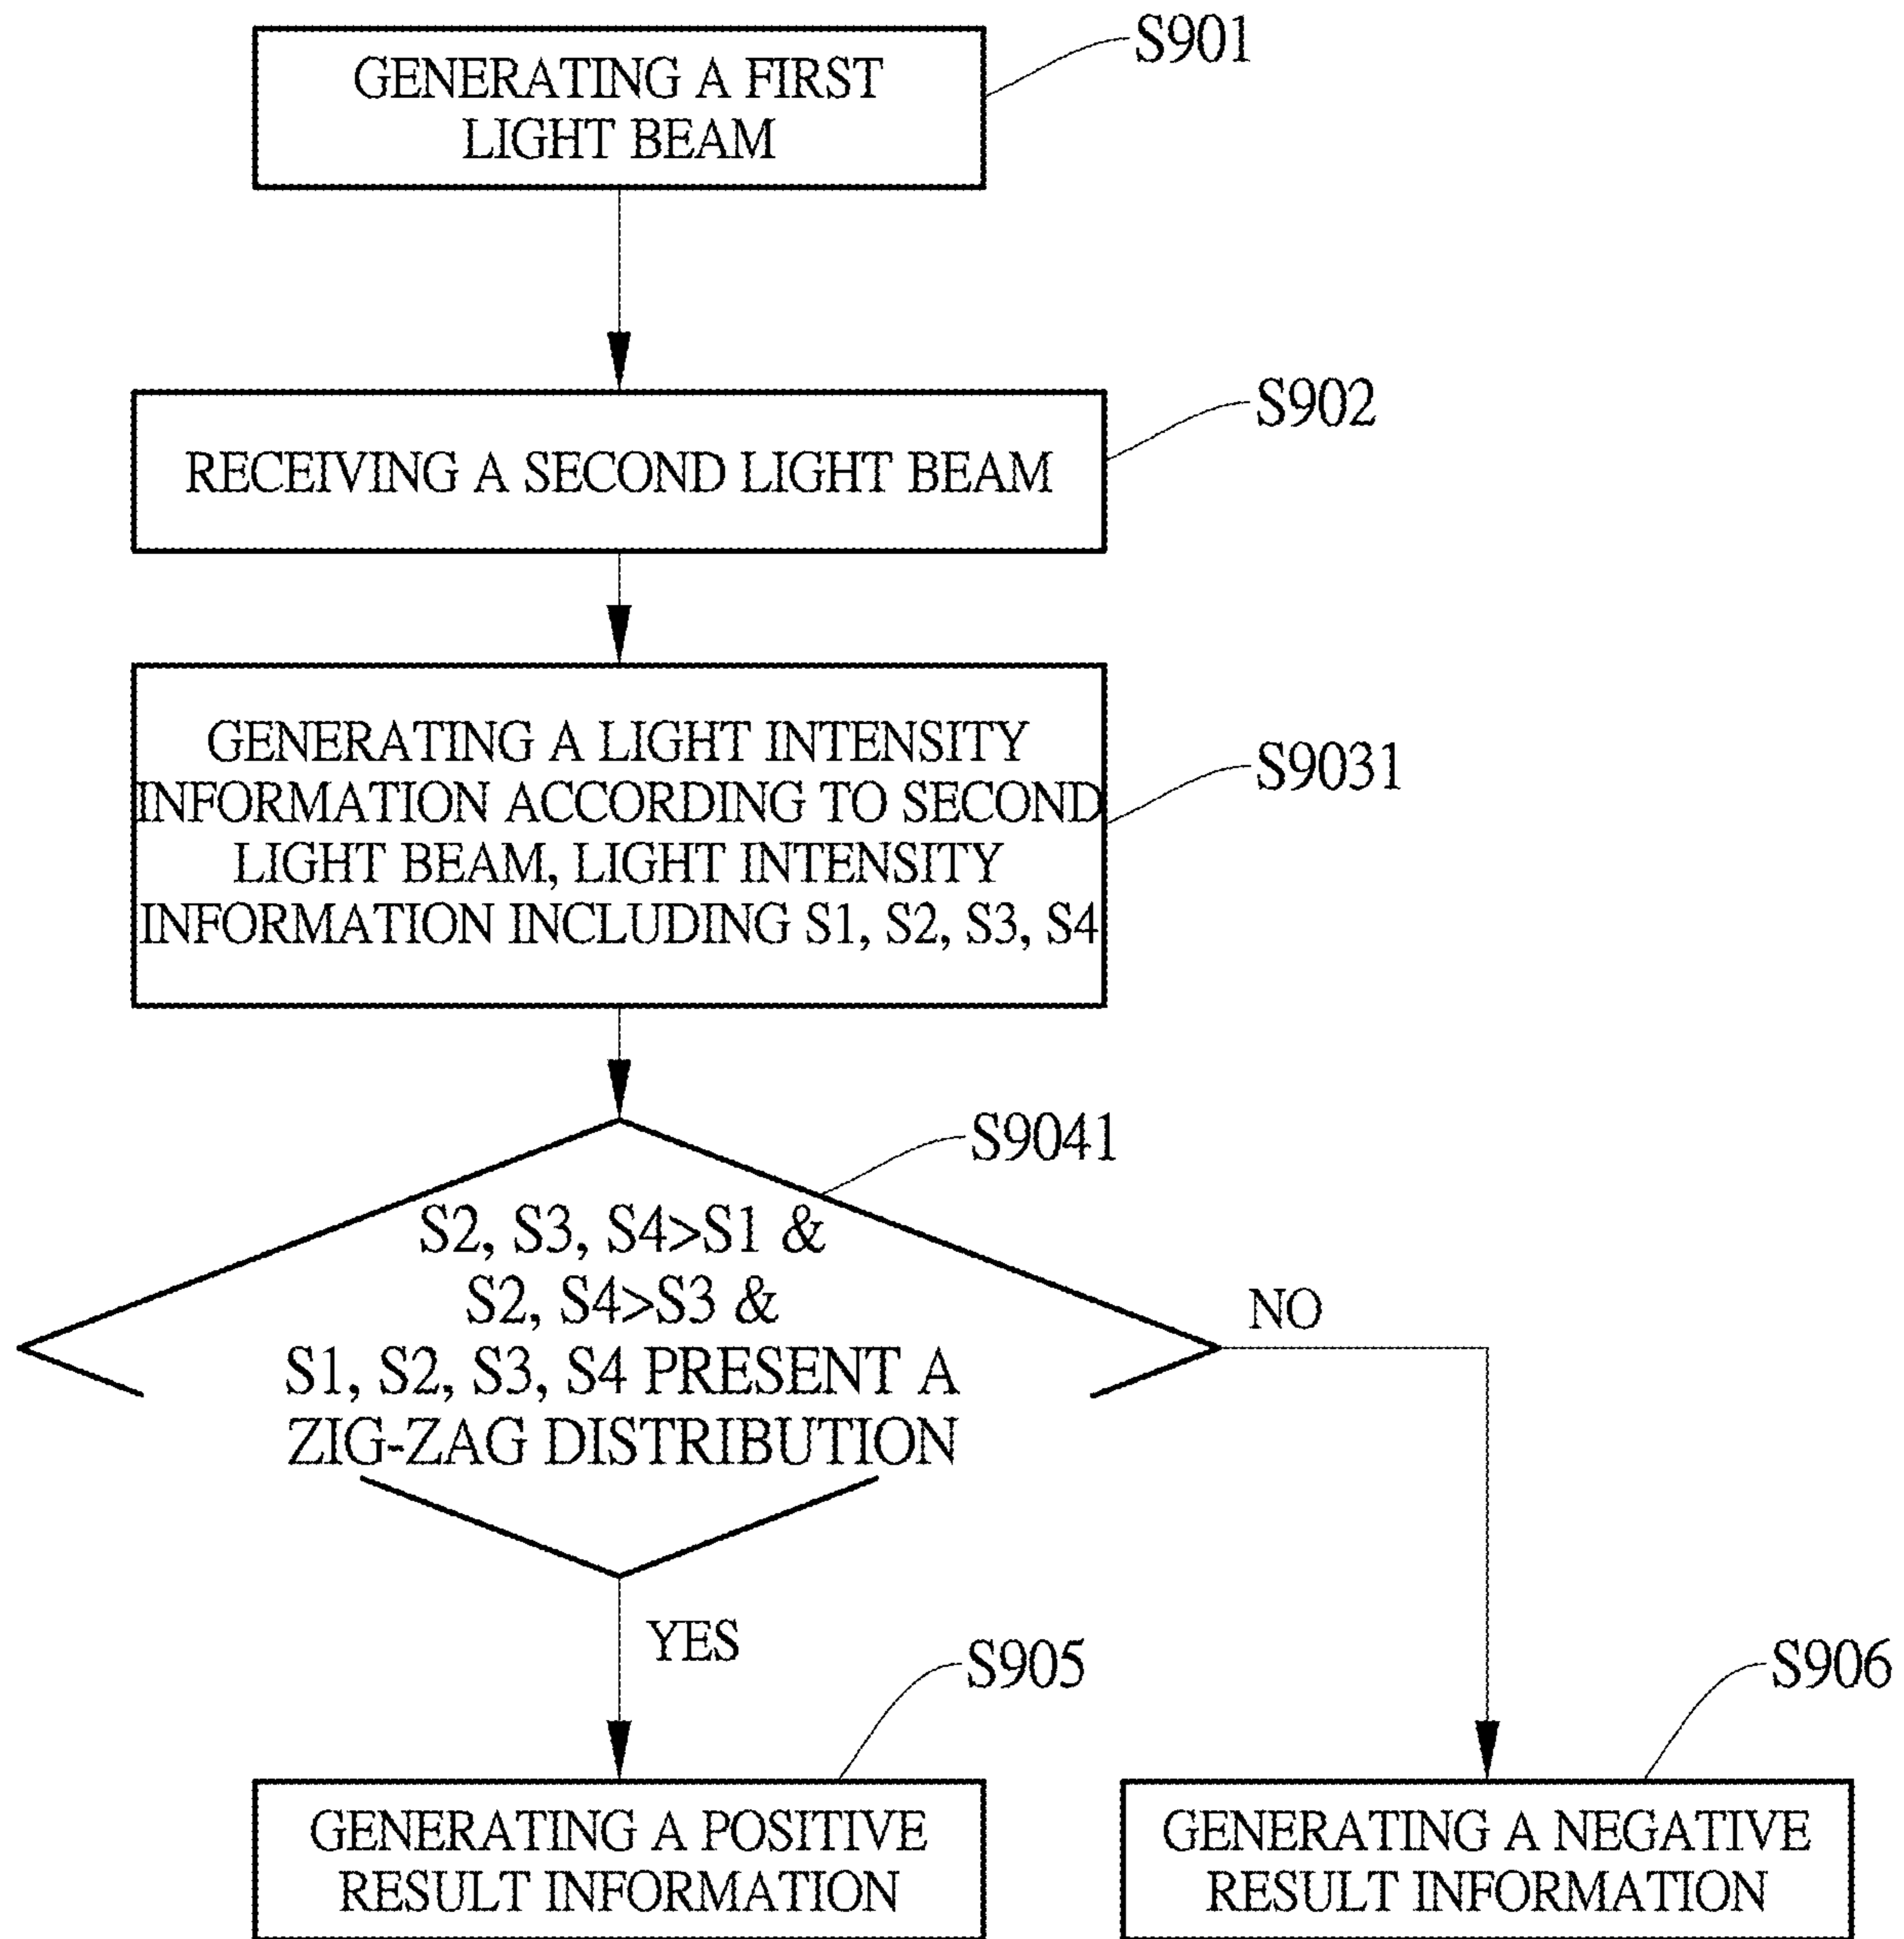 GENERATING A FIRST
LIGHT BEAM
S901
RECEIVING A SECOND LIGHT BEAM
S902
GENERATING A LIGHT INTENSITY
INFORMATION ACCORDING TO SECOND
LIGHT BEAM, LIGHT INTENSITY
INFORMATION INCLUDING S1, S2, S3, S4
S9031
S9041
S2, S3, S4>S1 &
S2, S4>S3 &
S1, S2, S3, S4 PRESENT A
ZIG-ZAG DISTRIBUTION
NO
YES
S905
GENERATING A POSITIVE
RESULT INFORMATION
S906
GENERATING A NEGATIVE
RESULT INFORMATION